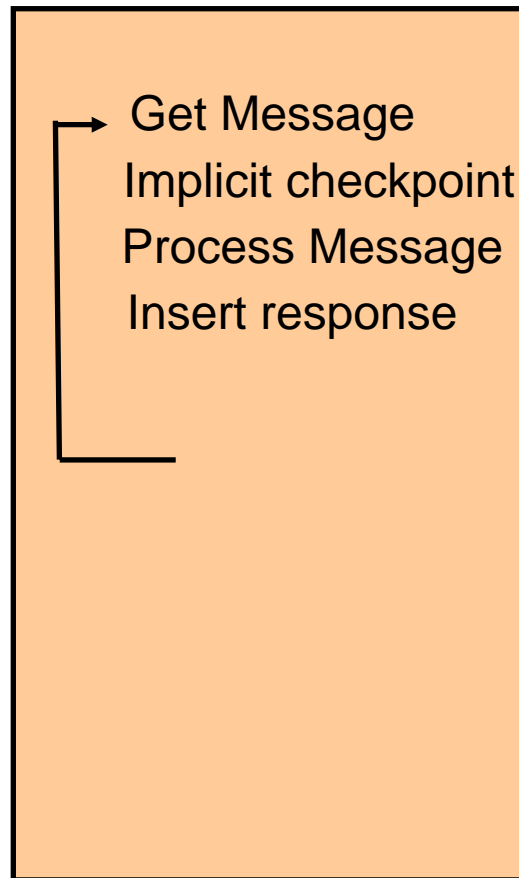 Get Message
Implicit checkpoint
Process Message
Insert response